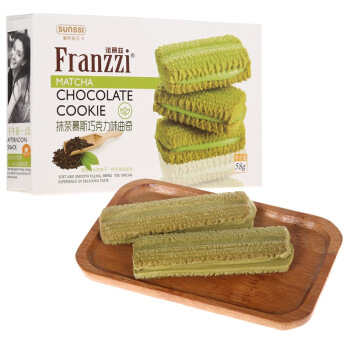 sunssi
法丽兹
Franzzi®
MATCHA
CHOCOLATE
COOKIE
抹茶慕斯巧克力味曲奇
SOFT AND SMOOTH FILLING, BRING YOU SPECIAL
EXPERIENCE OF DELICIOUS TASTE
58g
AFTERNOON
SNACK